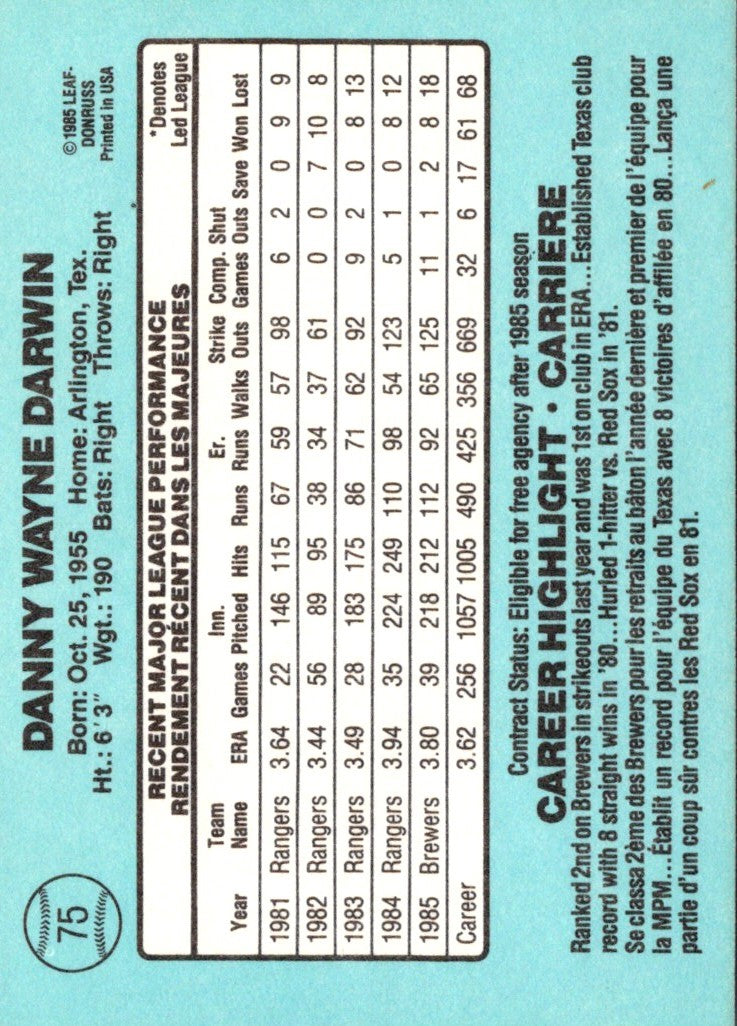 75
DANNY WAYNE DARWIN
Born: Oct. 25, 1955 Home: Arlington, Tex.
Ht.: 6'3" Wgt.: 190 Bats: Right Throws: Right
© 1985 LEAF-
DONRUSS
Printed in USA
RECENT MAJOR LEAGUE PERFORMANCE
RENDEMENT RÉCENT DANS LES MAJEURES
*Denotes
Led League
Team Inn. Er. Strike Comp. Shut
Year Name ERA Games Pitched Hits Runs Runs Walks Outs Games Outs Save Won Lost
1981 Rangers 3.64 22 146 115 67 59 57 98 6 2 0 9 9
1982 Rangers 3.44 56 89 95 38 34 37 61 0 0 7 10 8
1983 Rangers 3.49 28 183 175 86 71 62 92 9 2 0 8 13
1984 Rangers 3.94 35 224 249 110 98 54 123 5 1 0 8 12
1985 Brewers 3.80 39 218 212 112 92 65 125 11 1 2 8 18
Career 3.62 256 1057 1005 490 425 356 669 32 6 17 61 68
Contract Status: Eligible for free agency after 1985 season
CAREER HIGHLIGHT • CARRIÈRE
Ranked 2nd on Brewers in strikeouts last year and was 1st on club in ERA...Established Texas club
record with 8 straight wins in '80...Hurled 1-hitter vs. Red Sox in '81.
Se classa 2ème des Brewers pour les retraits au bâton l'année dernière et premier de l'équipe pour
la MPM...Établit un record pour l'équipe du Texas avec 8 victoires d'affilée en 80...Lança une
partie d'un coup sûr contres les Red Sox en 81.